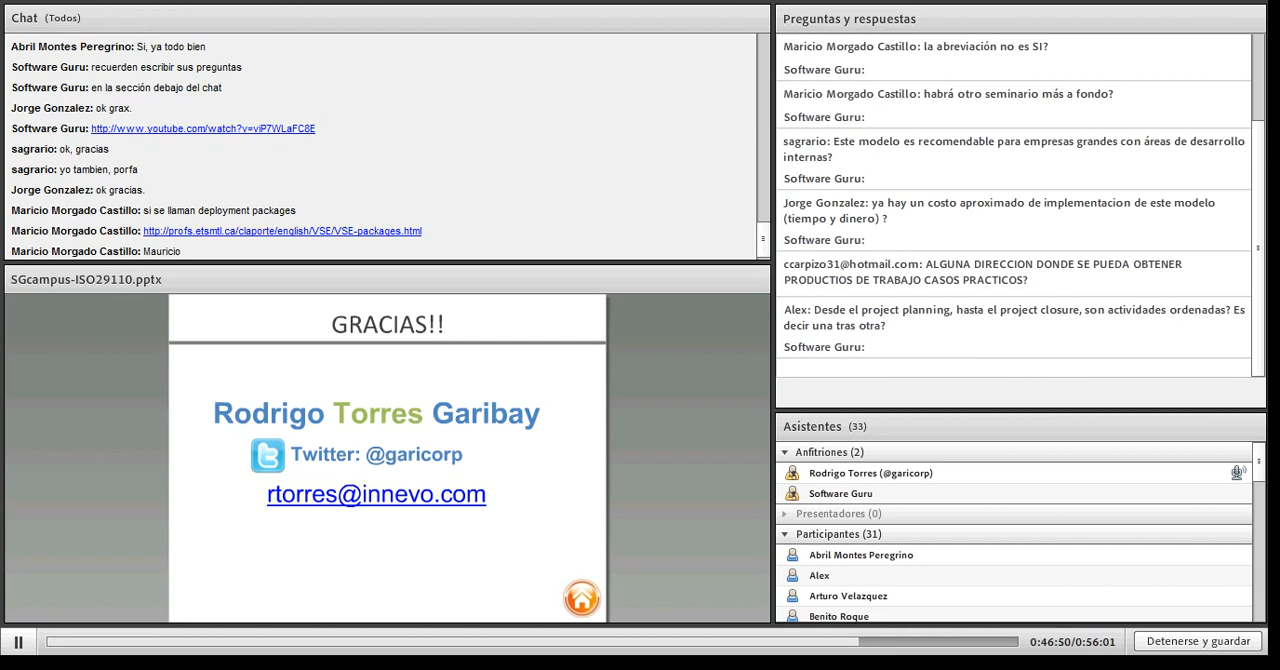 Chat (Todos)
Abril Montes Peregrino: Si, ya todo bien
Software Guru: recuerden escribir sus preguntas
Software Guru: en la sección debajo del chat
Jorge Gonzalez: ok grax.
Software Guru: http://www.youtube.com/watch?v=viP7WLaFC8E
sagrario: ok, gracias
sagrario: yo tambien, porfa
Jorge Gonzalez: ok gracias.
Maricio Morgado Castillo: si se llaman deployment packages
Maricio Morgado Castillo: http://profs.etsmtl.ca/claporte/english/VSE/VSE-packages.html
Maricio Morgado Castillo: Mauricio
SGcampus-ISO29110.pptx
GRACIAS!!
Rodrigo Torres Garibay
Twitter: @garicorp
rtorres@innevo.com
Preguntas y respuestas
Maricio Morgado Castillo: la abreviación no es SI?
Software Guru:
Maricio Morgado Castillo: habrá otro seminario más a fondo?
Software Guru:
sagrario: Este modelo es recomendable para empresas grandes con áreas de desarrollo
internas?
Software Guru:
Jorge Gonzalez: ya hay un costo aproximado de implementacion de este modelo
(tiempo y dinero) ?
Software Guru:
ccarpizo31@hotmail.com: ALGUNA DIRECCION DONDE SE PUEDA OBTENER
PRODUCTIOS DE TRABAJO CASOS PRACTICOS?
Alex: Desde el project planning, hasta el project closure, son actividades ordenadas? Es
decir una tras otra?
Software Guru:
Asistentes (33)
Anfitriones (2)
Rodrigo Torres (@garicorp)
Software Guru
Presentadores (0)
Participantes (31)
Abril Montes Peregrino
Alex
Arturo Velazquez
Benito Roque
0:46:50/0:56:01
Detenerse y guardar